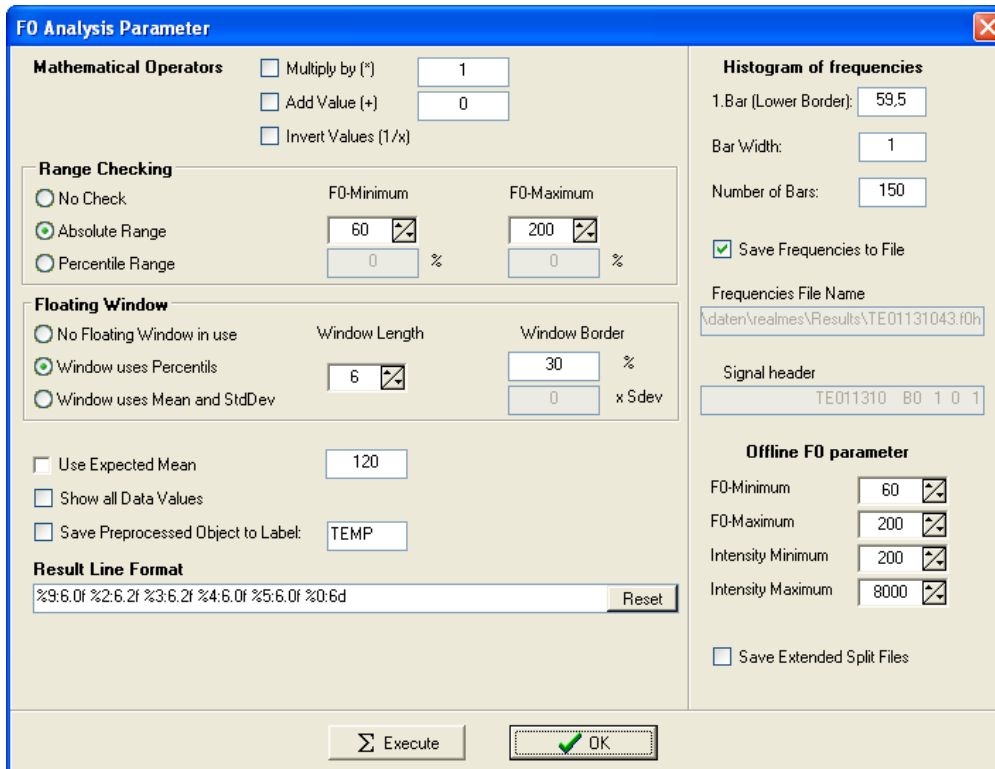 F0 Analysis Parameter
Mathematical Operators
Multiply by (*) 1
Add Value (+) 0
Invert Values (1/x)
Range Checking
No Check
F0-Minimum F0-Maximum
Absolute Range 60 200
Percentile Range 0 % 0 %
Floating Window
No Floating Window in use
Window Length Window Border
Window uses Percentils 6 30 %
Window uses Mean and StdDev 0 x Sdev
Use Expected Mean 120
Show all Data Values
Save Preprocessed Object to Label: TEMP
Result Line Format
%9:6.0f %2:6.2f %3:6.2f %4:6.0f %5:6.0f %0:6d Reset
Histogram of frequencies
1.Bar (Lower Border): 59,5
Bar Width: 1
Number of Bars: 150
Save Frequencies to File
Frequencies File Name
\daten\realmes\Results\TE01131043.f0h
Signal header
TE011310 B0 1 0 1
Offline F0 parameter
F0-Minimum 60
F0-Maximum 200
Intensity Minimum 200
Intensity Maximum 8000
Save Extended Split Files
Σ Execute
OK